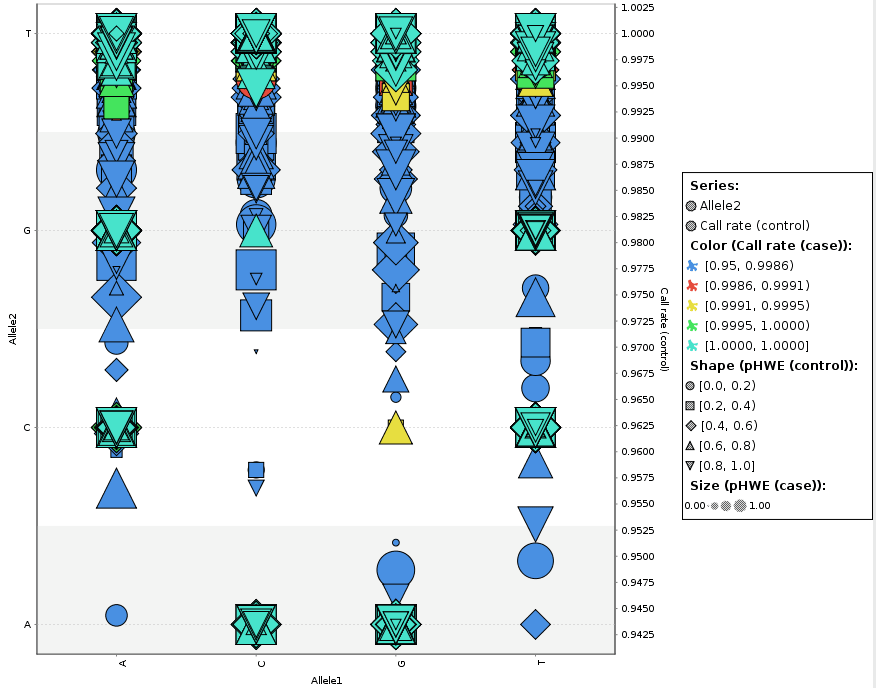 T
G
C
A
Allele2
A
C
G
T
Allele1
1.0025
1.0000
0.9975
0.9950
0.9925
0.9900
0.9875
0.9850
0.9825
0.9800
0.9775
0.9750
0.9725
0.9700
0.9675
0.9650
0.9625
0.9600
0.9575
0.9550
0.9525
0.9500
0.9475
0.9450
0.9425
Call rate (control)
Series:
Allele2
Call rate (control)
Color (Call rate (case)):
[0.95, 0.9986)
[0.9986, 0.9991)
[0.9991, 0.9995)
[0.9995, 1.0000)
[1.0000, 1.0000]
Shape (pHWE (control)):
[0.0, 0.2)
[0.2, 0.4)
[0.4, 0.6)
[0.6, 0.8)
[0.8, 1.0]
Size (pHWE (case)):
0.00 1.00